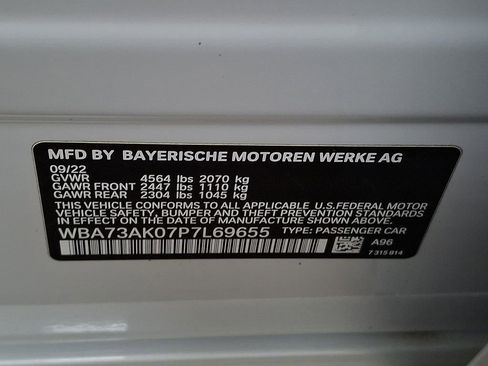 MFD BY BAYERISCHE MOTOREN WERKE AG
09/22
GVWR 4564 lbs 2070 kg
GAWR FRONT 2447 lbs 1110 kg
GAWR REAR 2304 lbs 1045 kg
THIS VEHICLE CONFORMS TO ALL APPLICABLE U.S.FEDERAL MOTOR
VEHICLE SAFETY, BUMPER AND THEFT PREVENTION STANDARDS IN
EFFECT ON THE DATE OF MANUFACTURE SHOWN ABOVE.
WBA73AK07P7L69655 TYPE: PASSENGER CAR
A96
7 315 914